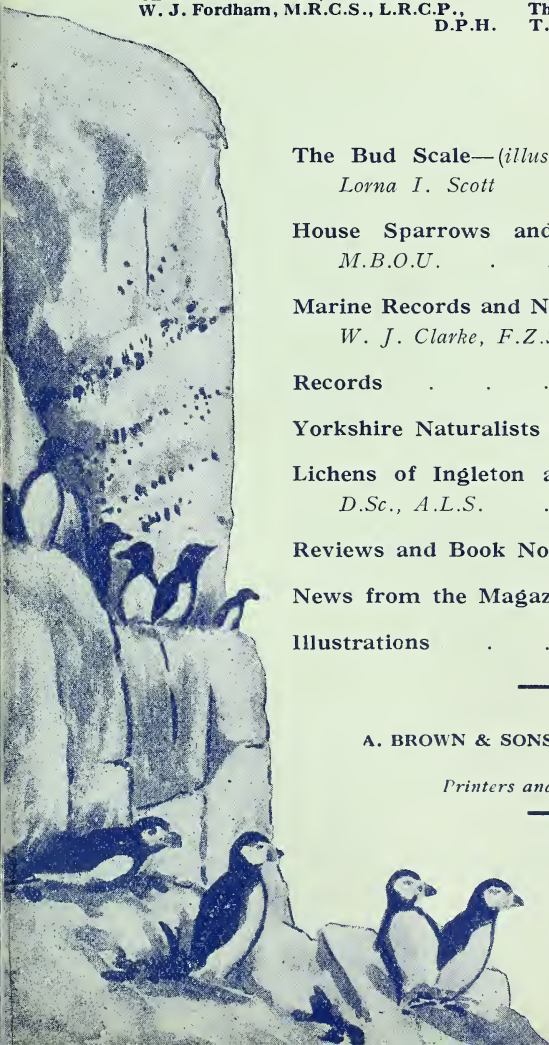 W. J. Fordham, M.R.C.S., L.R.C.P., Th
D.P.H. T.
The Bud Scale—(illus
Lorna I. Scott
House Sparrows and
M.B.O.U. .
Marine Records and N
W. J. Clarke, F.Z.S
Records . . .
Yorkshire Naturalists
Lichens of Ingleton a
D.Sc., A.L.S. .
Reviews and Book No
News from the Magaz
Illustrations . .
A. BROWN & SONS
Printers and